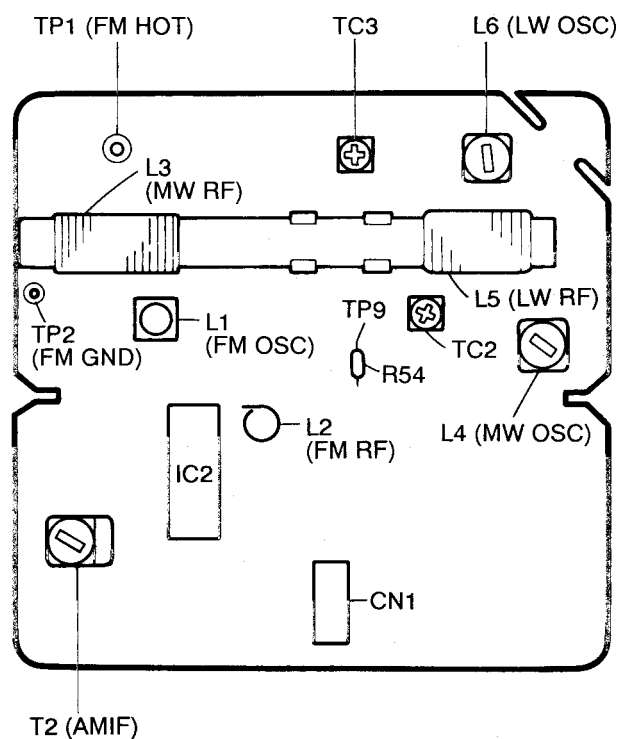 TP1 (FM HOT)
TC3
L6 (LW OSC)
L3
(MW RF)
L5 (LW RF)
TP9
TP2
(FM GND)
L1
(FM OSC)
TC2
R54
L2
(FM RF)
L4 (MW OSC)
IC2
CN1
T2 (AMIF)